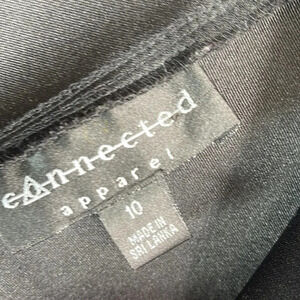 connected
apparel
10
MADE IN
SRI LANKA